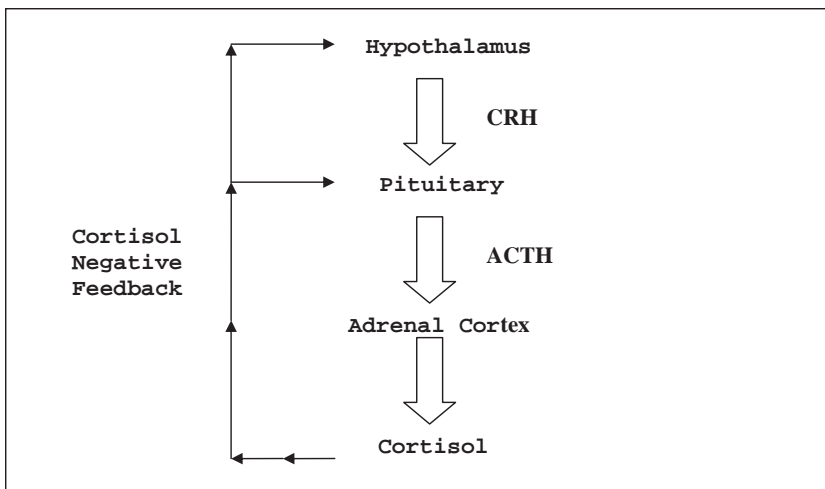 Hypothalamus
CRH
Pituitary
Cortisol
Negative
Feedback
ACTH
Adrenal Cortex
Cortisol